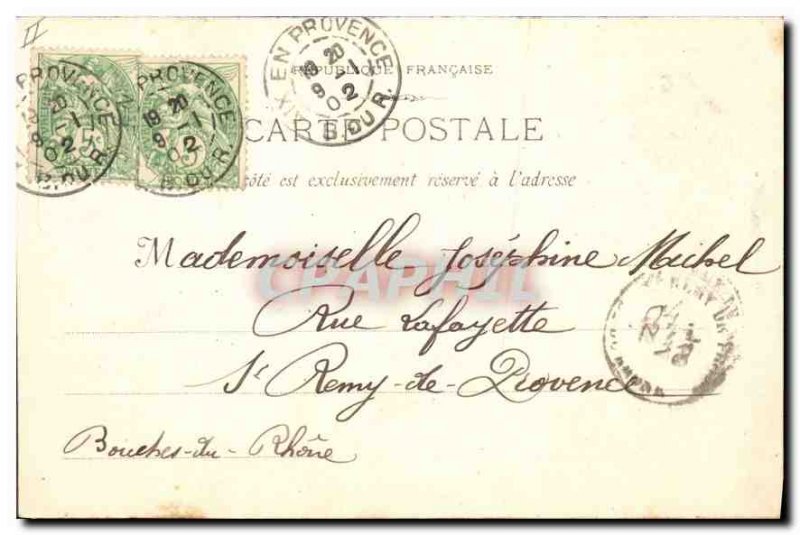 II
EN PROVENCE
PROVENCE
PROVENCE
RÉPUBLIQUE FRANÇAISE
CARTE POSTALE
côté est exclusivement réservé à l'adresse
Mademoiselle Joséphine Michel
CPAPHIL
Rue Lafayette
St Remy-de-Provence
Bouches-du-Rhône